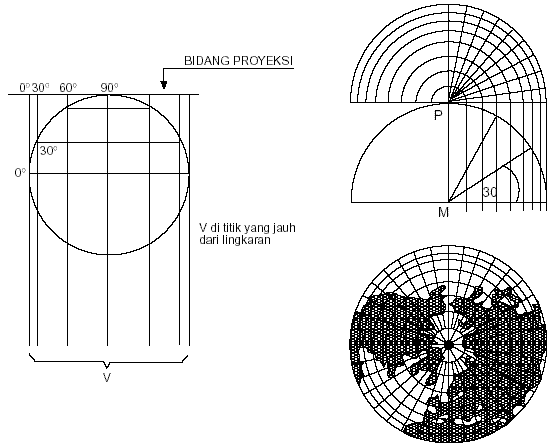 BIDANG PROYEKSI
0° 30° 60° 90°
30°
0°
V di titik yang jauh
dari lingkaran
V
P
30
M